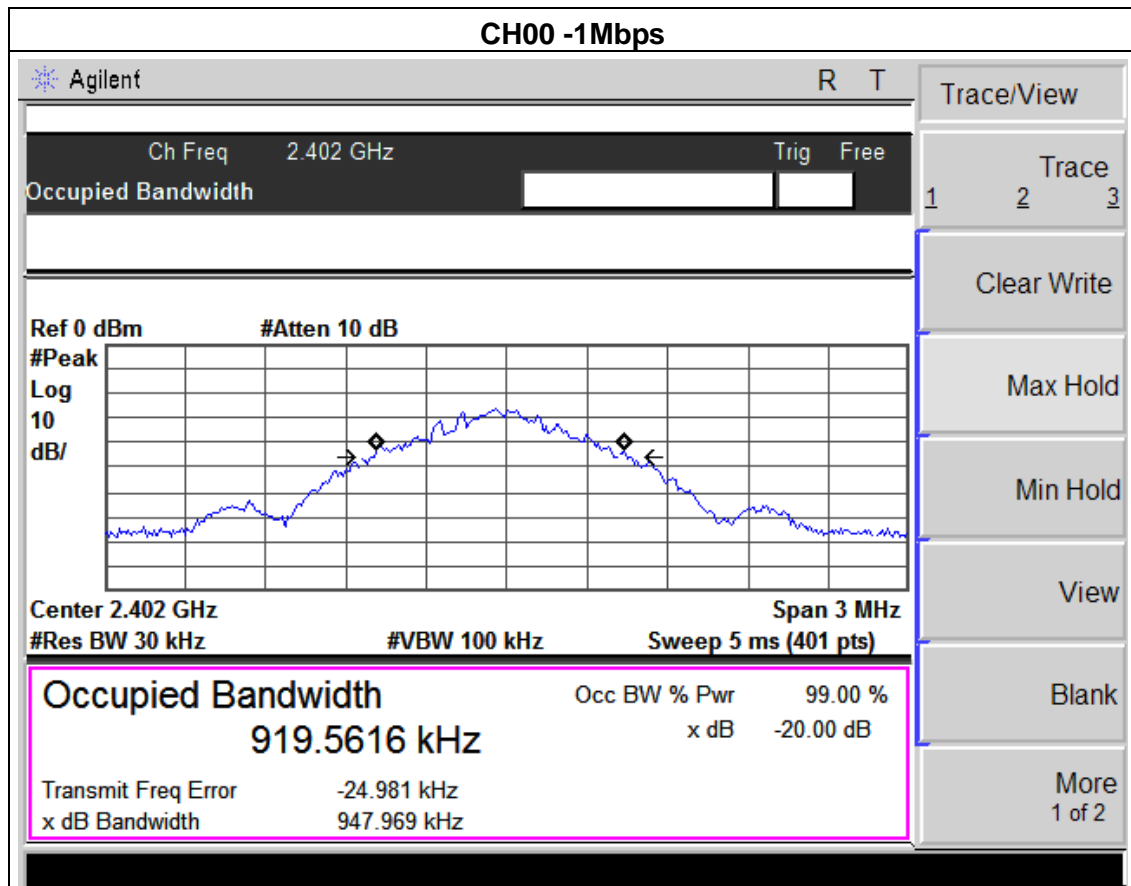 CH00 -1Mbps
Agilent R T
Trace/View
Ch Freq 2.402 GHz Trig Free
Occupied Bandwidth
Trace
1 2 3
Clear Write
Ref 0 dBm #Atten 10 dB
#Peak
Log
10
dB/
Max Hold
Min Hold
View
Center 2.402 GHz Span 3 MHz
#Res BW 30 kHz #VBW 100 kHz Sweep 5 ms (401 pts)
Occupied Bandwidth Occ BW % Pwr 99.00 %
919.5616 kHz x dB -20.00 dB
Blank
Transmit Freq Error -24.981 kHz
x dB Bandwidth 947.969 kHz
More
1 of 2